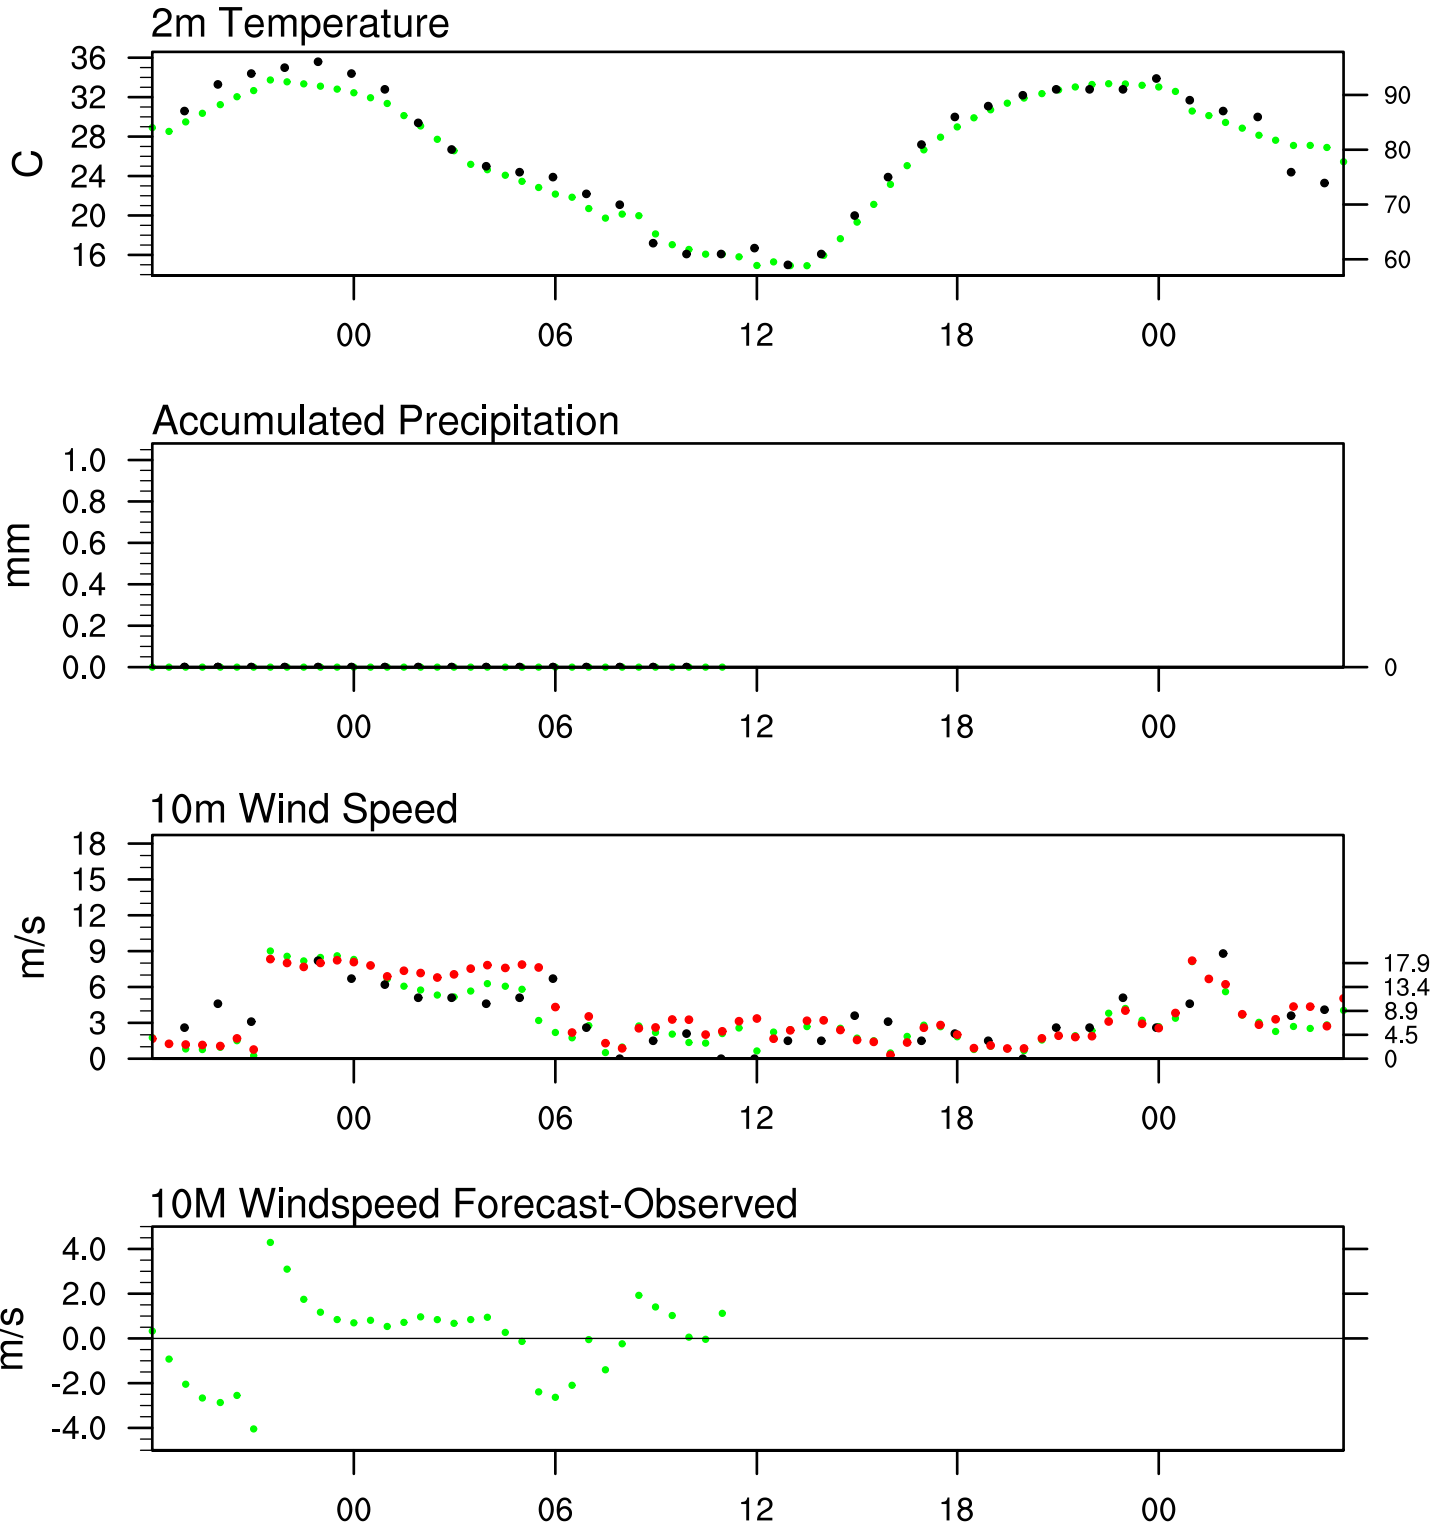 2m Temperature
36
32
28
24
20
16
C
90
80
70
60
00 06 12 18 00
Accumulated Precipitation
1.0
0.8
0.6
0.4
0.2
0.0
mm
0
00 06 12 18 00
10m Wind Speed
18
15
12
9
6
3
0
m/s
17.9
13.4
8.9
4.5
0
00 06 12 18 00
10M Windspeed Forecast-Observed
4.0
2.0
0.0
-2.0
-4.0
m/s
00 06 12 18 00